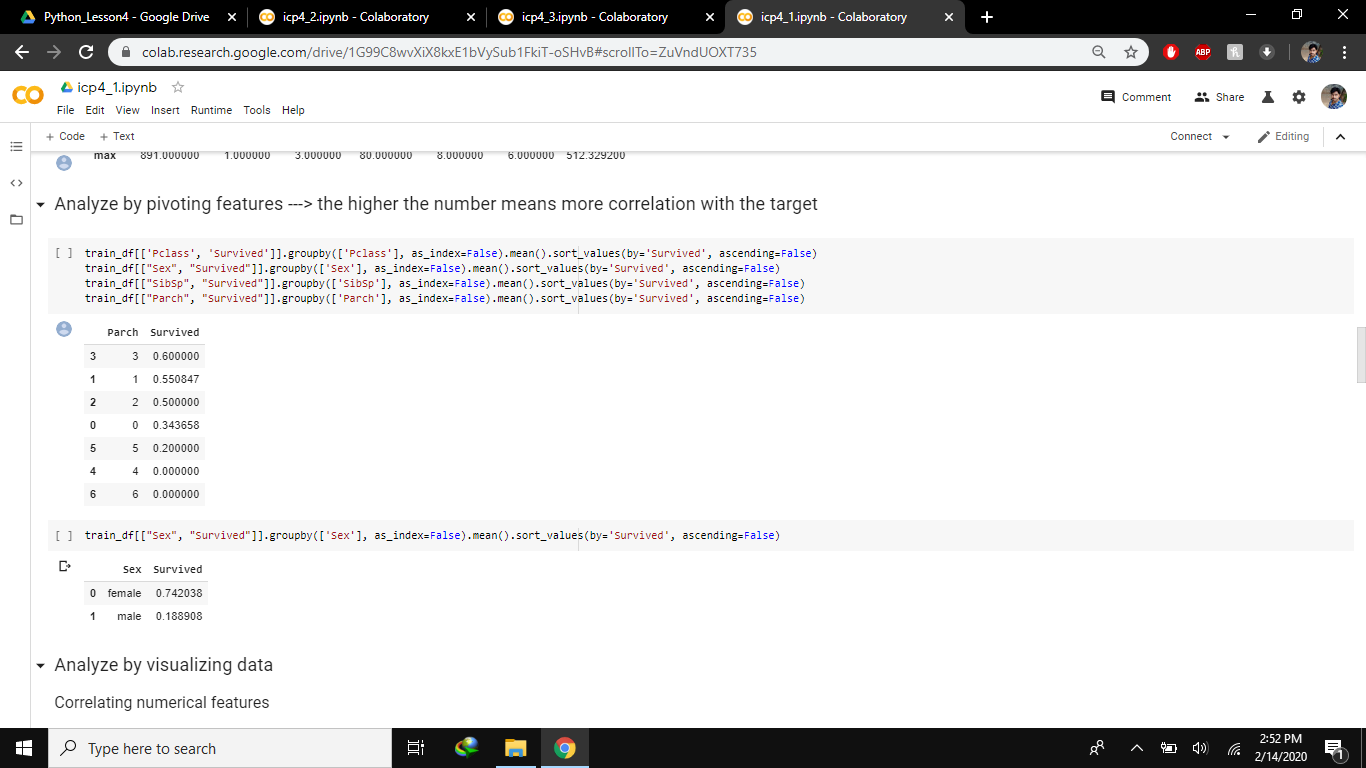 Python_Lesson4 - Google Drive
icp4_2.ipynb - Colaboratory
icp4_3.ipynb - Colaboratory
icp4_1.ipynb - Colaboratory
colab.research.google.com/drive/1G99C8wvXiX8kxE1bVySub1FkiT-oSHvB#scrollTo=ZuVndUOXT735
ABP
icp4_1.ipynb
File Edit View Insert Runtime Tools Help
Comment
Share
+ Code + Text
Connect
Editing
max 891.000000 1.000000 3.000000 80.000000 8.000000 6.000000 512.329200
Analyze by pivoting features ---> the higher the number means more correlation with the target
[ ] train_df[['Pclass', 'Survived']].groupby(['Pclass'], as_index=False).mean().sort_values(by='Survived', ascending=False)
train_df[["Sex", "Survived"]].groupby(['Sex'], as_index=False).mean().sort_values(by='Survived', ascending=False)
train_df[["SibSp", "Survived"]].groupby(['SibSp'], as_index=False).mean().sort_values(by='Survived', ascending=False)
train_df[["Parch", "Survived"]].groupby(['Parch'], as_index=False).mean().sort_values(by='Survived', ascending=False)
Parch Survived
3 3 0.600000
1 1 0.550847
2 2 0.500000
0 0 0.343658
5 5 0.200000
4 4 0.000000
6 6 0.000000
[ ] train_df[["Sex", "Survived"]].groupby(['Sex'], as_index=False).mean().sort_values(by='Survived', ascending=False)
Sex Survived
0 female 0.742038
1 male 0.188908
Analyze by visualizing data
Correlating numerical features
Type here to search
2:52 PM
2/14/2020
1